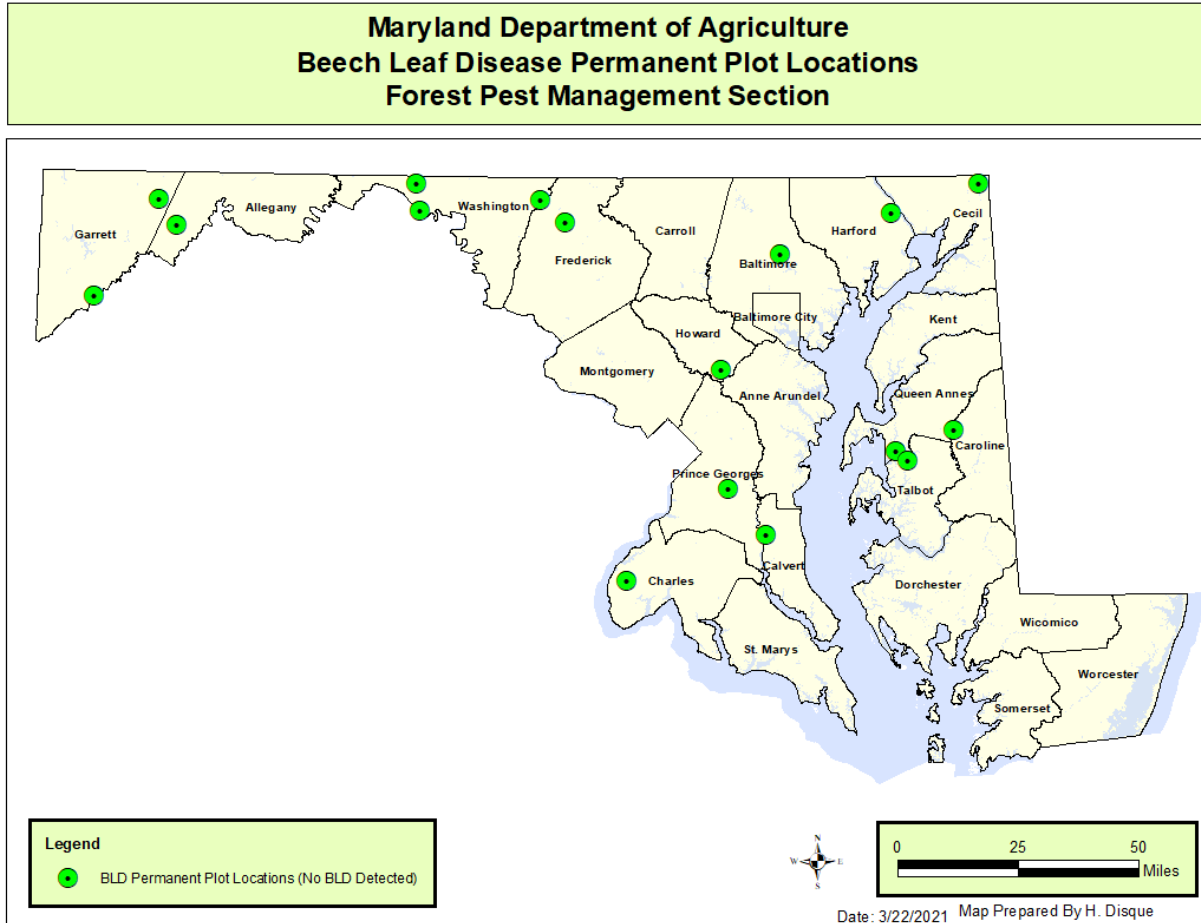 Maryland Department of Agriculture
Beech Leaf Disease Permanent Plot Locations
Forest Pest Management Section
Garrett
Allegany
Washington
Frederick
Carroll
Baltimore
Harford
Cecil
Baltimore City
Kent
Howard
Montgomery
Anne Arundel
Queen Annes
Caroline
Prince Georges
Talbot
Calvert
Charles
Dorchester
St. Marys
Wicomico
Worcester
Somerset
Legend
BLD Permanent Plot Locations (No BLD Detected)
N
W E
S
0 25 50
Miles
Date: 3/22/2021 Map Prepared By H. Disque